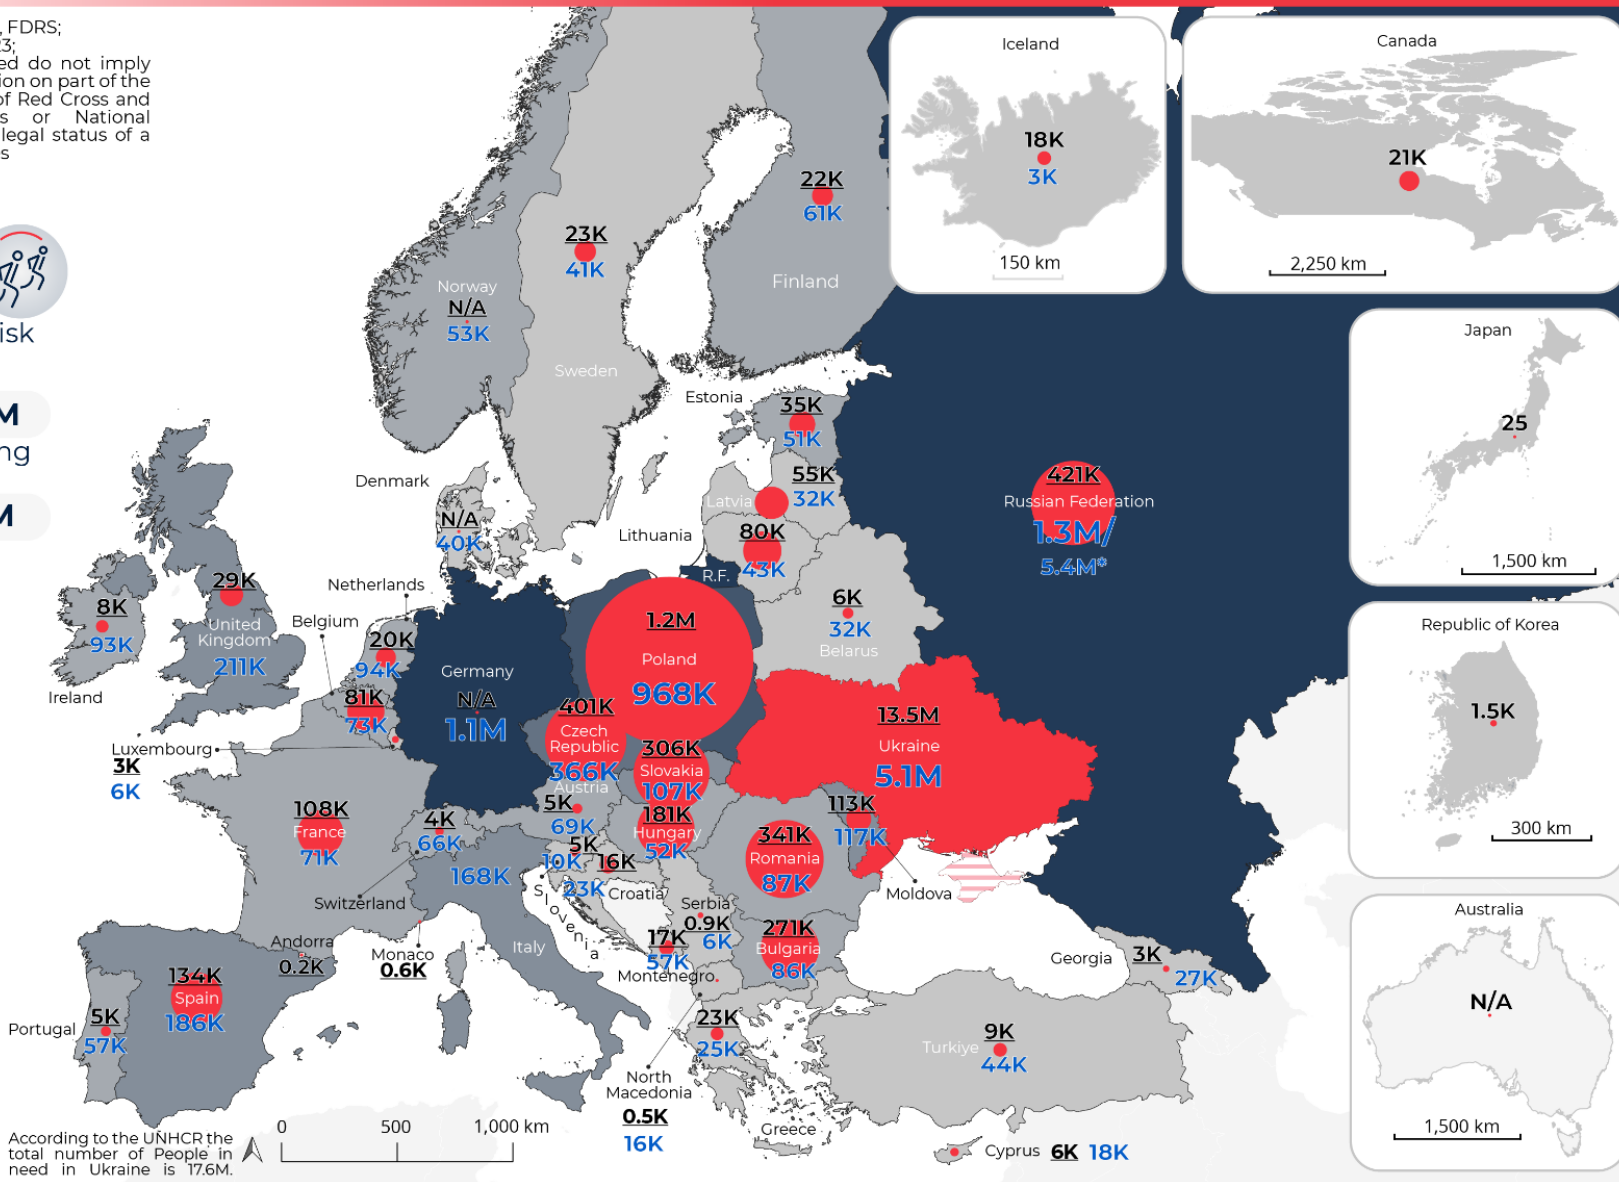 , FDRS;
23;
ed do not imply
ion on part of the
of Red Cross and
s or National
legal status of a
s
isk
M
ng
M
Iceland
18K
3K
150 km
Canada
21K
2,250 km
Japan
25
1,500 km
Republic of Korea
1.5K
300 km
Australia
N/A
1,500 km
22K
61K
Finland
23K
41K
Sweden
Norway
N/A
53K
Estonia
35K
51K
55K
Latvia
32K
Denmark
N/A
40K
Lithuania
80K
43K
R.F.
421K
Russian Federation
1.3M/
5.4M*
Netherlands
20K
94K
Belgium
81K
73K
29K
United
Kingdom
211K
8K
93K
Ireland
6K
32K
Belarus
1.2M
Poland
968K
Germany
N/A
1.1M
401K
Czech
Republic
366K
13.5M
Ukraine
5.1M
306K
Slovakia
107K
Luxembourg
3K
6K
Austria
5K
69K
181K
Hungary
52K
113K
117K
Moldova
341K
Romania
87K
108K
France
71K
4K
66K
Switzerland
168K
Italy
5K
10K
Slovenia
16K
23K
Croatia
Serbia
0.9K
6K
17K
57K
Montenegro
271K
Bulgaria
86K
Andorra
0.2K
Monaco
0.6K
134K
Spain
186K
Portugal
5K
57K
Georgia
3K
27K
23K
25K
Greece
9K
Turkiye
44K
North
Macedonia
0.5K
16K
Cyprus 6K 18K
0 500 1,000 km
According to the UNHCR the
total number of People in
need in Ukraine is 17.6M.